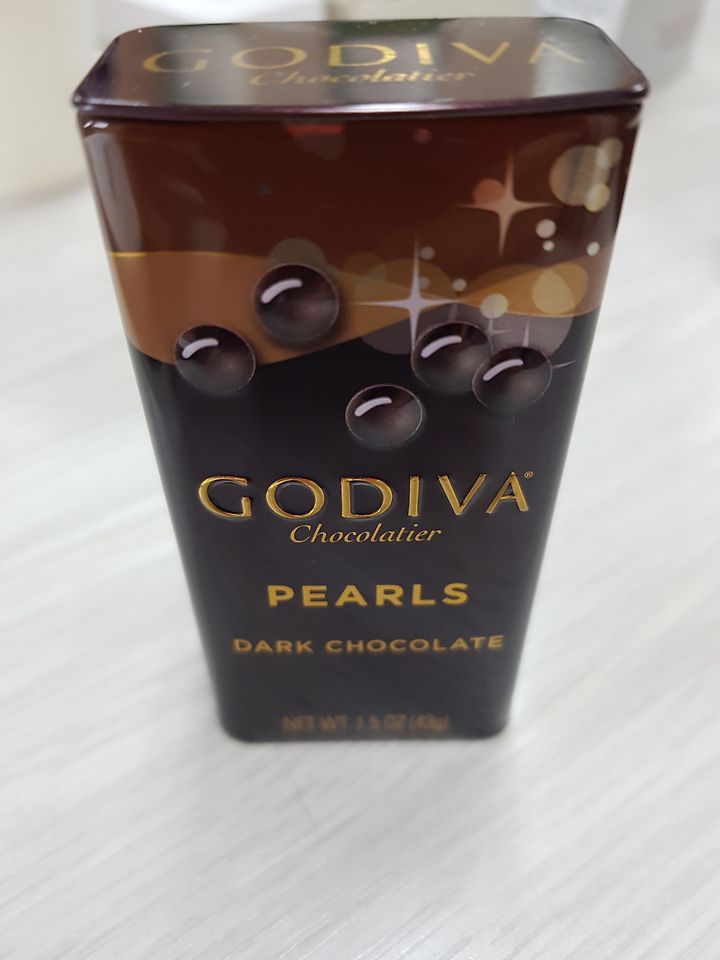 GODIVA
Chocolatier
GODIVA®
Chocolatier
PEARLS
DARK CHOCOLATE
NET WT 1.5 OZ (43g)